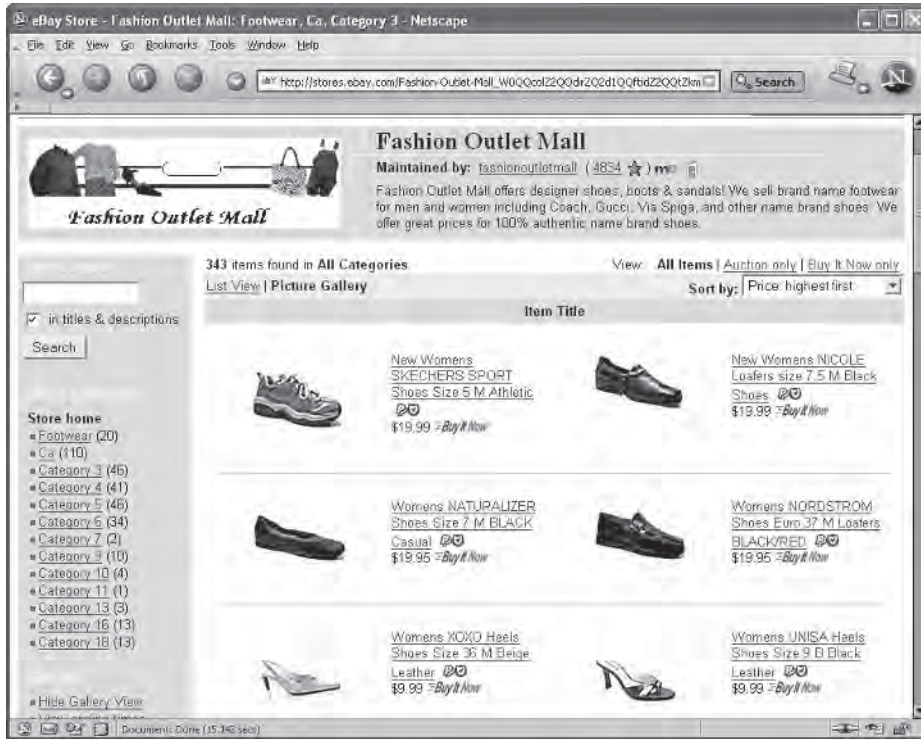 eBay Store - Fashion Outlet Mall: Footwear, Ca, Category 3 - Netscape
File Edit View Go Bookmarks Tools Window Help
Search
Fashion Outlet Mall
Fashion Outlet Mall
Maintained by: fashionoutletmall ( 4834 ) me
Fashion Outlet Mall offers designer shoes, boots & sandals! We sell brand name footwear
for men and women including Coach, Gucci, Via Spiga, and other name brand shoes. We
offer great prices for 100% authentic name brand shoes.
343 items found in All Categories
View: All Items | Auction only | Buy It Now only
List View | Picture Gallery
Sort by: Price: highest first
in titles & descriptions
Search
Store home
Footwear (20)
Ca (110)
Category 3 (46)
Category 4 (41)
Category 5 (46)
Category 6 (34)
Category 7 (2)
Category 9 (10)
Category 10 (4)
Category 11 (1)
Category 13 (3)
Category 16 (13)
Category 18 (13)
Hide Gallery View
Item Title
New Womens
SKECHERS SPORT
Shoes Size 5 M Athletic
$19.99 Buy It Now
New Womens NICOLE
Loafers size 7.5 M Black
Shoes
$19.99 Buy It Now
Womens NATURALIZER
Shoes Size 7 M BLACK
Casual
$19.95 Buy It Now
Womens NORDSTROM
Shoes Euro 37 M Loafers
BLACK/RED
$19.95 Buy It Now
Womens XOXO Heels
Shoes Size 36 M Beige
Leather
$9.99 Buy It Now
Womens UNISA Heels
Shoes Size 9 B Black
Leather
$9.99 Buy It Now
Document: Done (15.142 secs)